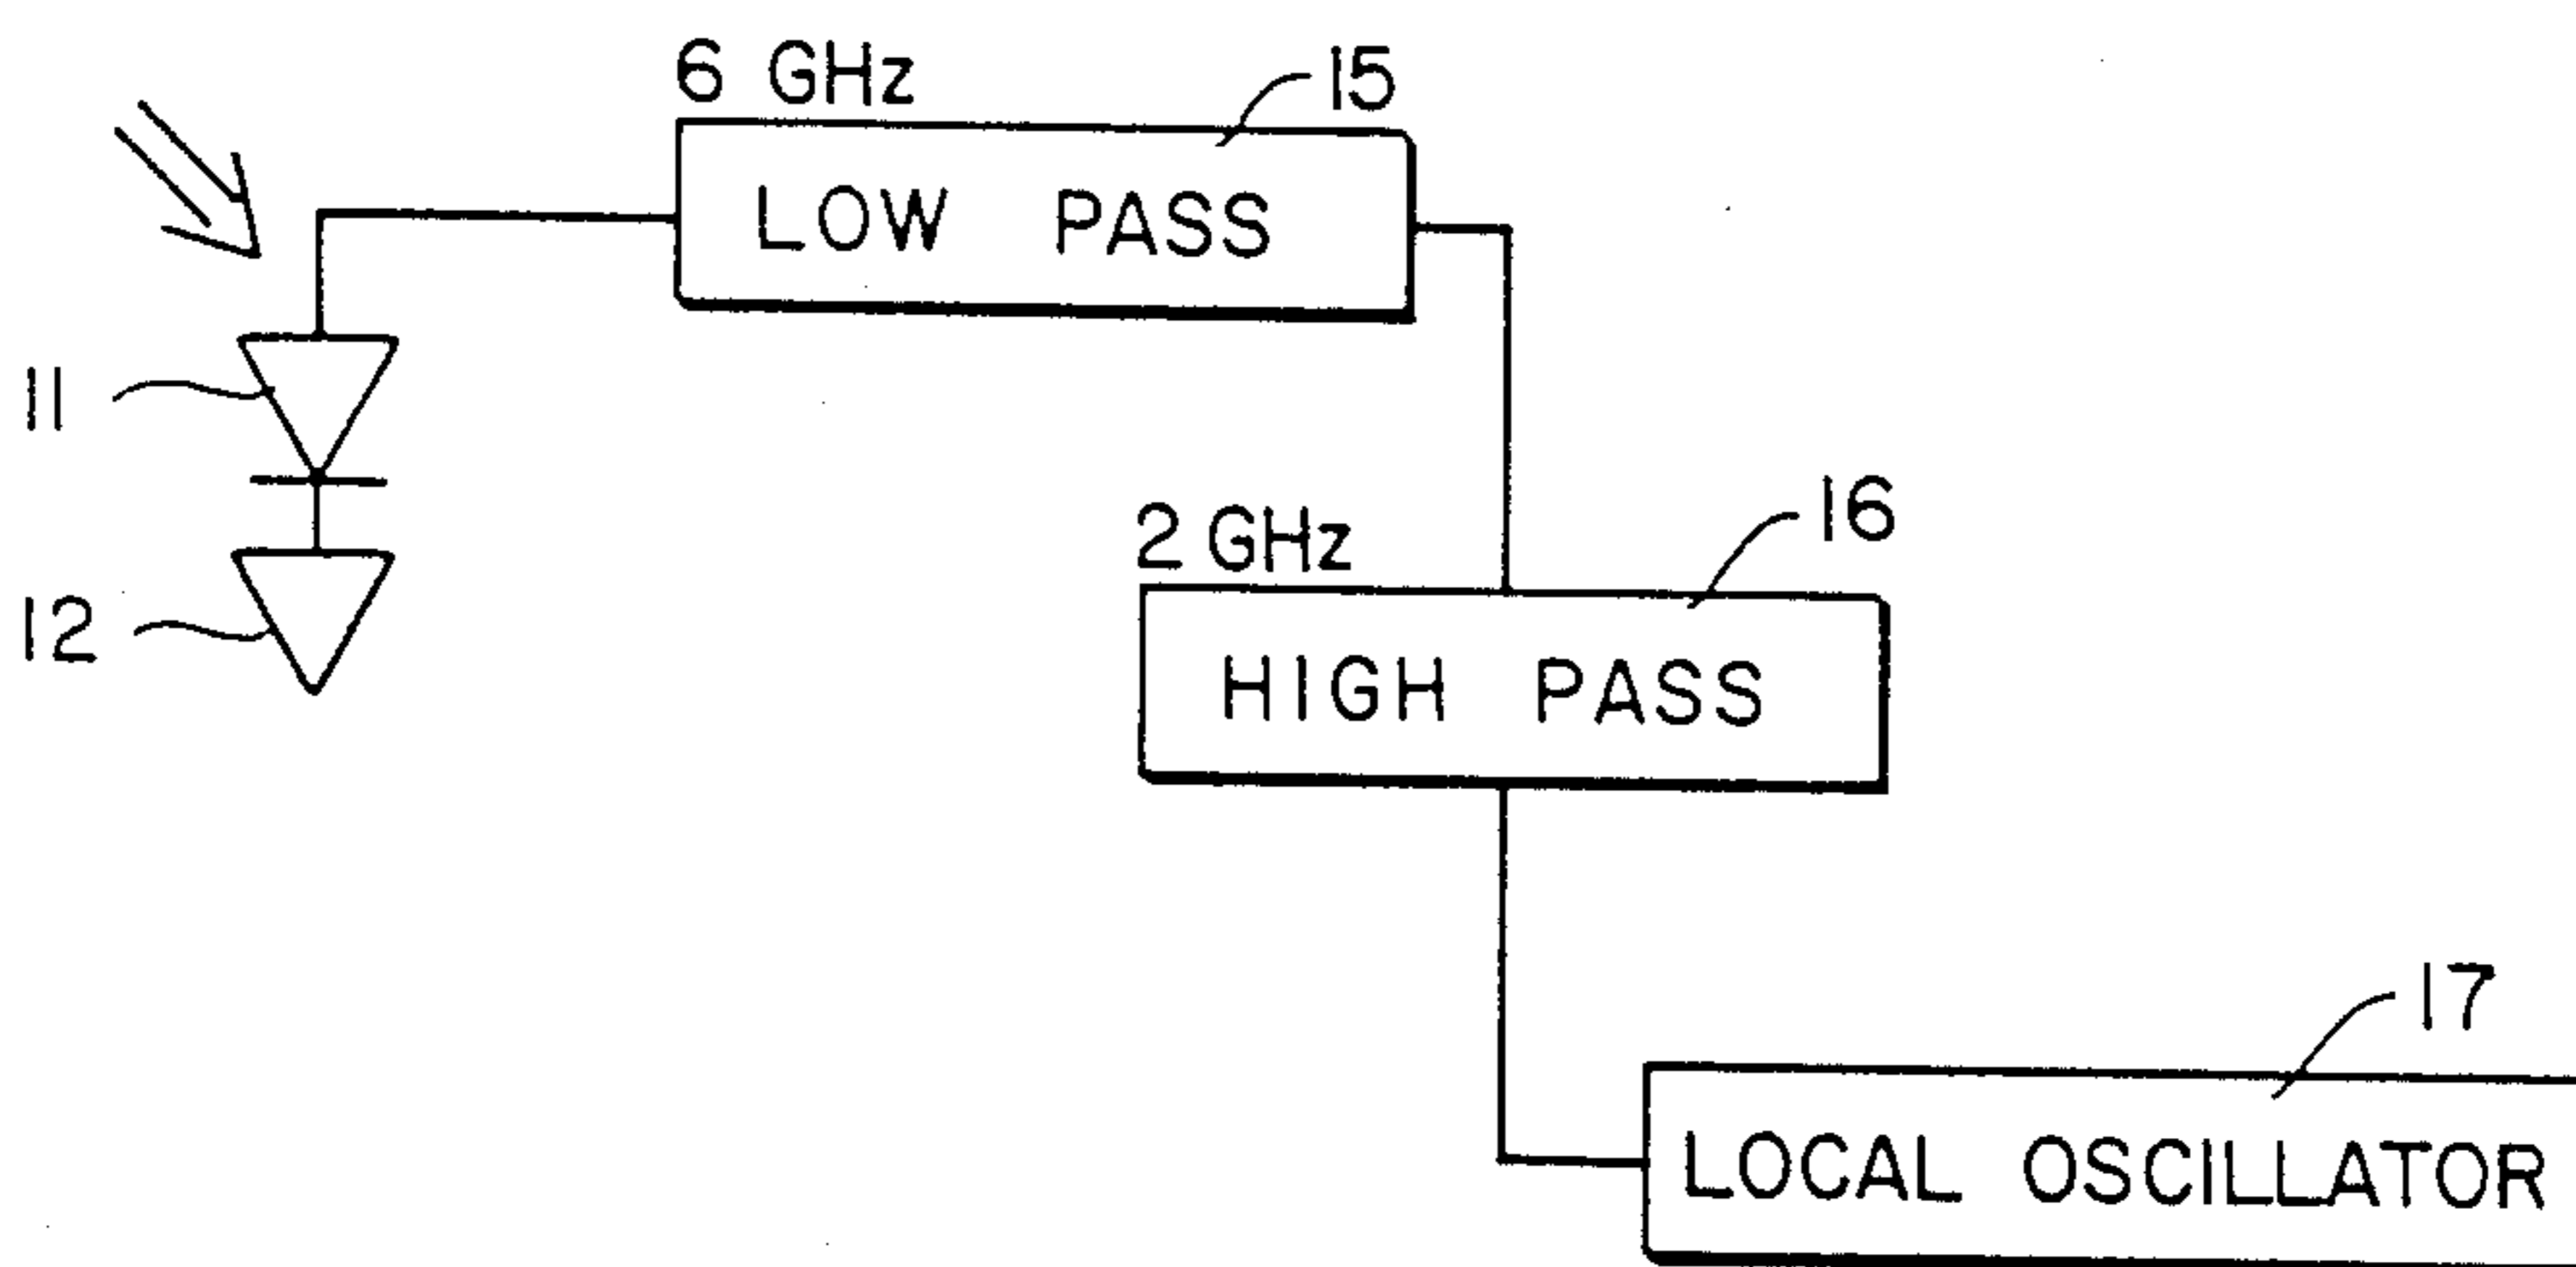 6 GHz
15
LOW PASS
11
2 GHz
16
12
HIGH PASS
17
LOCAL OSCILLATOR